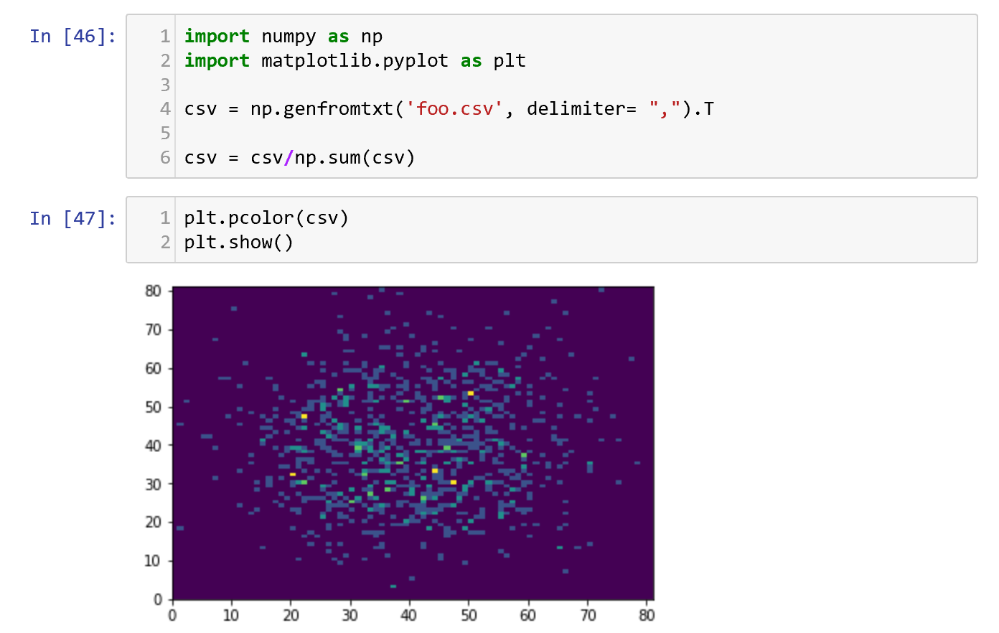 In [46]:
1 import numpy as np
2 import matplotlib.pyplot as plt
3
4 csv = np.genfromtxt('foo.csv', delimiter= ",").T
5
6 csv = csv/np.sum(csv)
In [47]:
1 plt.pcolor(csv)
2 plt.show()
80
70
60
50
40
30
20
10
0
0 10 20 30 40 50 60 70 80